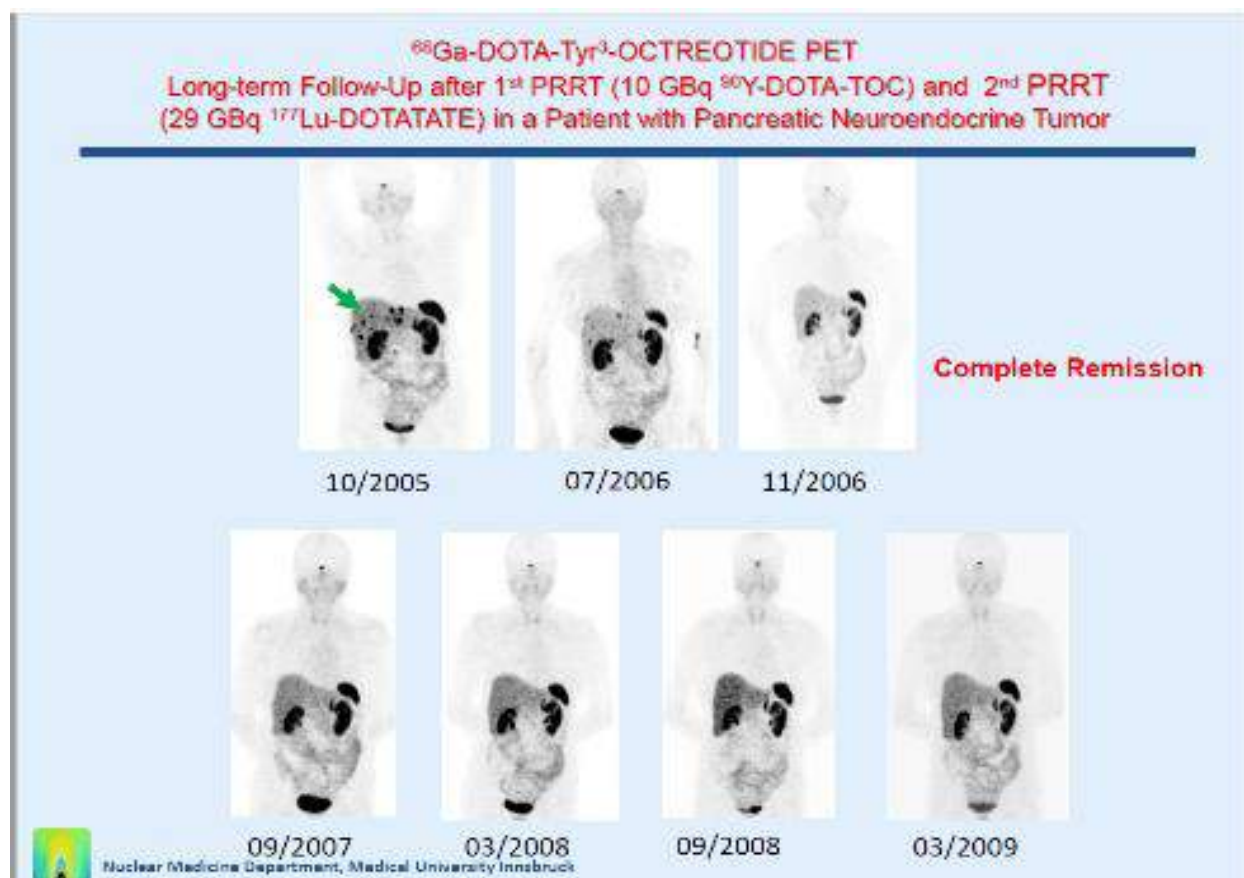 ⁶⁸Ga-DOTA-Tyr³-OCTREOTIDE PET
Long-term Follow-Up after 1ˢᵗ PRRT (10 GBq ⁹⁰Y-DOTA-TOC) and 2ⁿᵈ PRRT
(29 GBq ¹⁷⁷Lu-DOTATATE) in a Patient with Pancreatic Neuroendocrine Tumor
Complete Remission
10/2005 07/2006 11/2006
09/2007 03/2008 09/2008 03/2009
Nuclear Medicine Department, Medical University Innsbruck